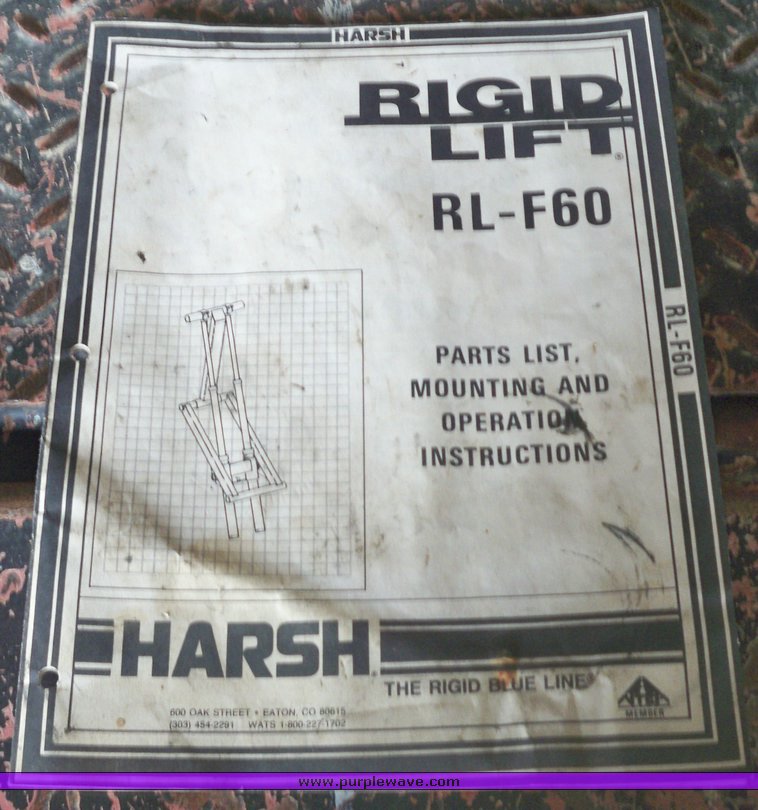 HARSH
RIGID
LIFT®
RL-F60
RL-F60
PARTS LIST,
MOUNTING AND
OPERATION
INSTRUCTIONS
HARSH
THE RIGID BLUE LINE®
600 OAK STREET • EATON, CO 80615
(303) 454-2291 WATS 1-800-227-1702
MEMBER
www.purplewave.com